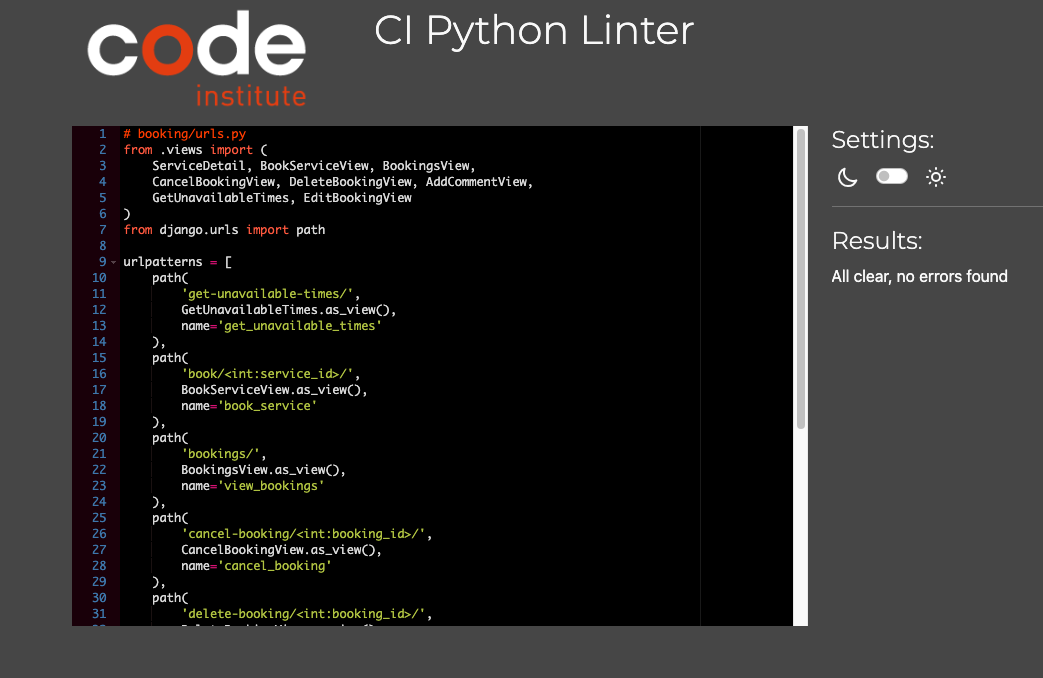 code
institute
CI Python Linter
1 # booking/urls.py
2 from .views import (
3     ServiceDetail, BookServiceView, BookingsView,
4     CancelBookingView, DeleteBookingView, AddCommentView,
5     GetUnavailableTimes, EditBookingView
6 )
7 from django.urls import path
8
9 urlpatterns = [
10     path(
11         'get-unavailable-times/',
12         GetUnavailableTimes.as_view(),
13         name='get_unavailable_times'
14     ),
15     path(
16         'book/<int:service_id>/',
17         BookServiceView.as_view(),
18         name='book_service'
19     ),
20     path(
21         'bookings/',
22         BookingsView.as_view(),
23         name='view_bookings'
24     ),
25     path(
26         'cancel-booking/<int:booking_id>/',
27         CancelBookingView.as_view(),
28         name='cancel_booking'
29     ),
30     path(
31         'delete-booking/<int:booking_id>/',
Settings:
Results:
All clear, no errors found